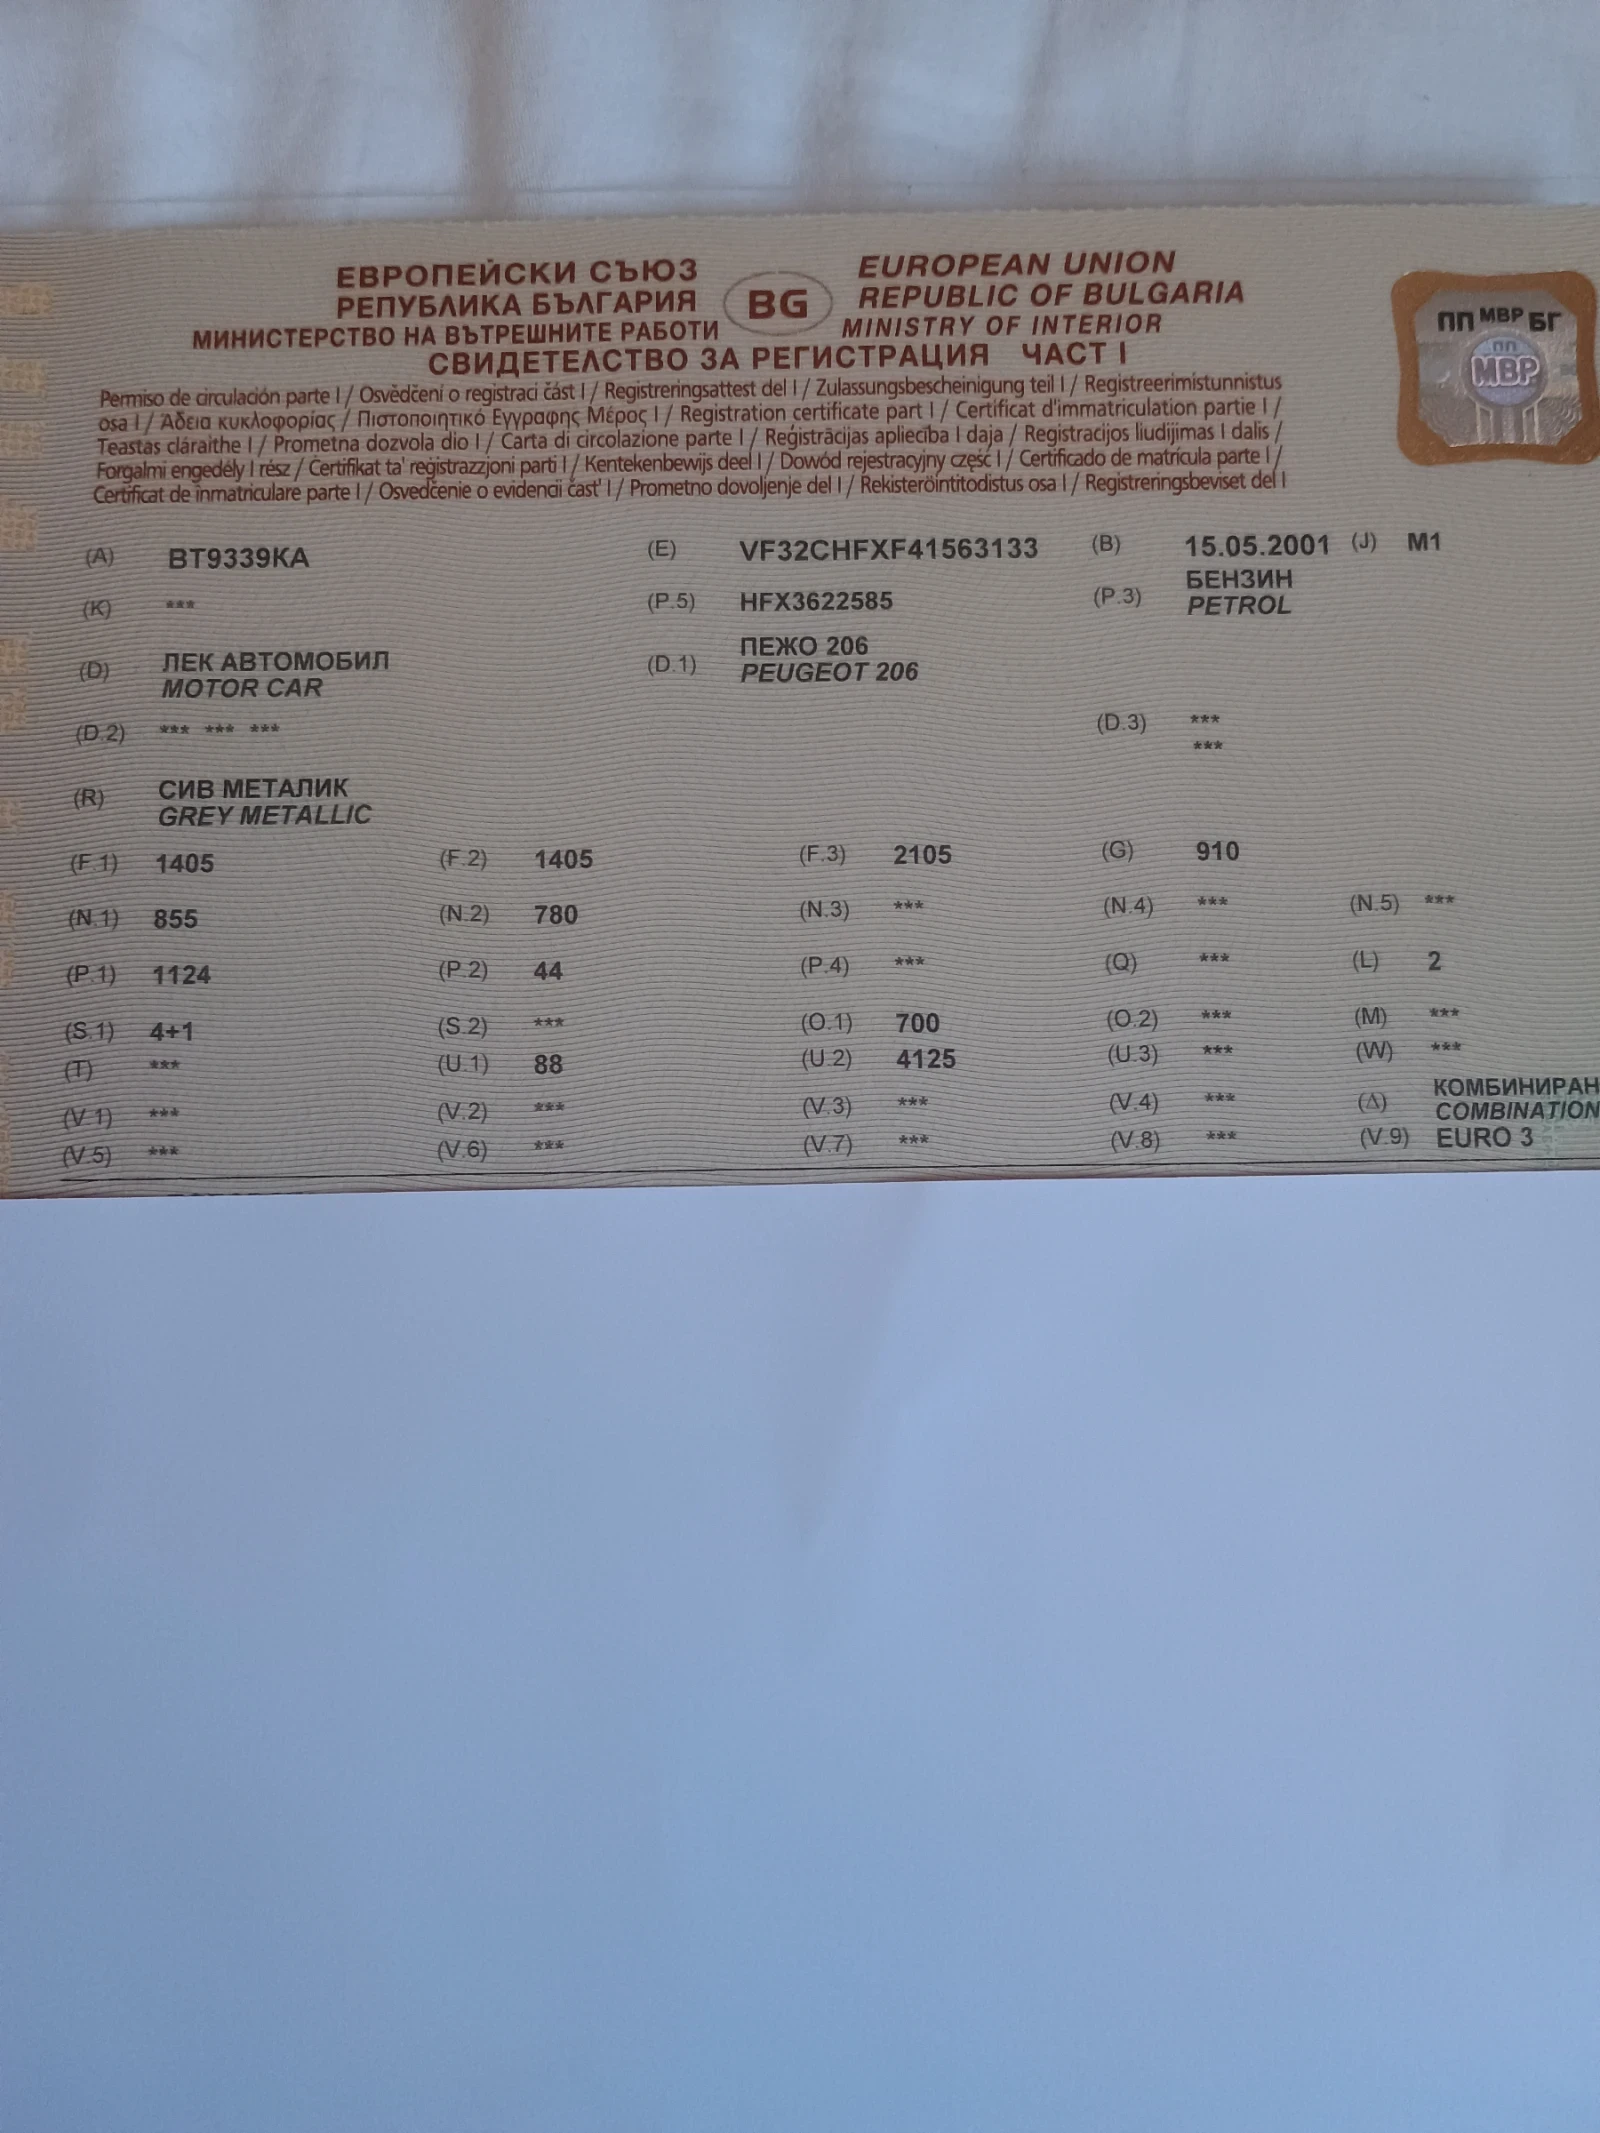 ЕВРОПЕЙСКИ СЪЮЗ
РЕПУБЛИКА БЪЛГАРИЯ
МИНИСТЕРСТВО НА ВЪТРЕШНИТЕ РАБОТИ
BG
EUROPEAN UNION
REPUBLIC OF BULGARIA
MINISTRY OF INTERIOR
СВИДЕТЕЛСТВО ЗА РЕГИСТРАЦИЯ ЧАСТ I
ПП МВР БГ
ПП
МВР
Permiso de circulación parte I / Osvědčení o registraci část I / Registreringsattest del I / Zulassungsbescheinigung teil I / Registreerimistunnistus
osa I / Άδεια κυκλοφορίας / Πιστοποιητικό Εγγραφης Μέρος I / Registration certificate part I / Certificat d'immatriculation partie I /
Teastas cláraithe I / Prometna dozvola dio I / Carta di circolazione parte I / Reģistrācijas apliecība I daja / Registracijos liudijimas I dalis /
Forgalmi engedély I rész / Ċertifikat ta' reġistrazzjoni parti I / Kentekenbewijs deel I / Dowód rejestracyjny część I / Certificado de matrícula parte I /
Certificat de înmatriculare parte I / Osvedčenie o evidencii časť I / Prometno dovoljenje del I / Rekisteröintitodistus osa I / Registreringsbeviset del I
(A) BT9339KA (E) VF32CHFXF41563133 (B) 15.05.2001 (J) M1
(K) *** (P.5) HFX3622585 (P.3) БЕНЗИН
PETROL
(D) ЛЕК АВТОМОБИЛ (D.1) ПЕЖО 206
MOTOR CAR PEUGEOT 206
(D.2) *** *** *** (D.3) ***
***
(R) СИВ МЕТАЛИК
GREY METALLIC
(F.1) 1405 (F.2) 1405 (F.3) 2105 (G) 910
(N.1) 855 (N.2) 780 (N.3) *** (N.4) *** (N.5) ***
(P.1) 1124 (P.2) 44 (P.4) *** (Q) *** (L) 2
(S.1) 4+1 (S.2) *** (O.1) 700 (O.2) *** (M) ***
(T) *** (U.1) 88 (U.2) 4125 (U.3) *** (W) ***
(V.1) *** (V.2) *** (V.3) *** (V.4) *** (Δ) КОМБИНИРАН
COMBINATION
(V.5) *** (V.6) *** (V.7) *** (V.8) *** (V.9) EURO 3